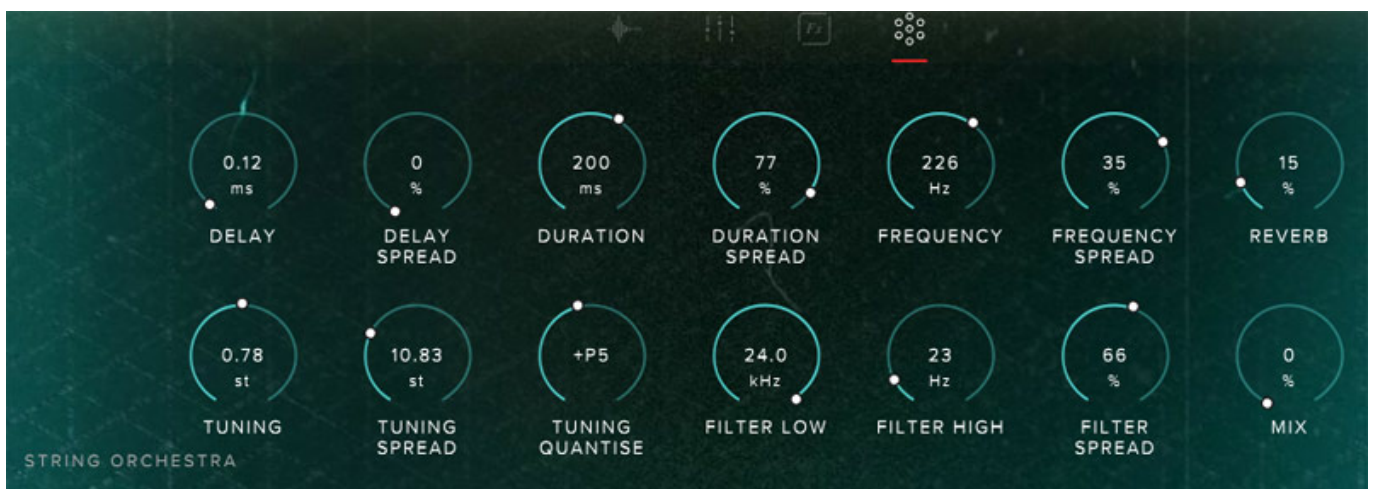 Fx
0.12 0 200 77 226 35 15
ms % ms % Hz % %
DELAY DELAY DURATION DURATION FREQUENCY FREQUENCY REVERB
SPREAD SPREAD SPREAD
0.78 10.83 +P5 24.0 23 66 0
st st kHz Hz % %
TUNING TUNING TUNING FILTER LOW FILTER HIGH FILTER MIX
SPREAD QUANTISE SPREAD
STRING ORCHESTRA